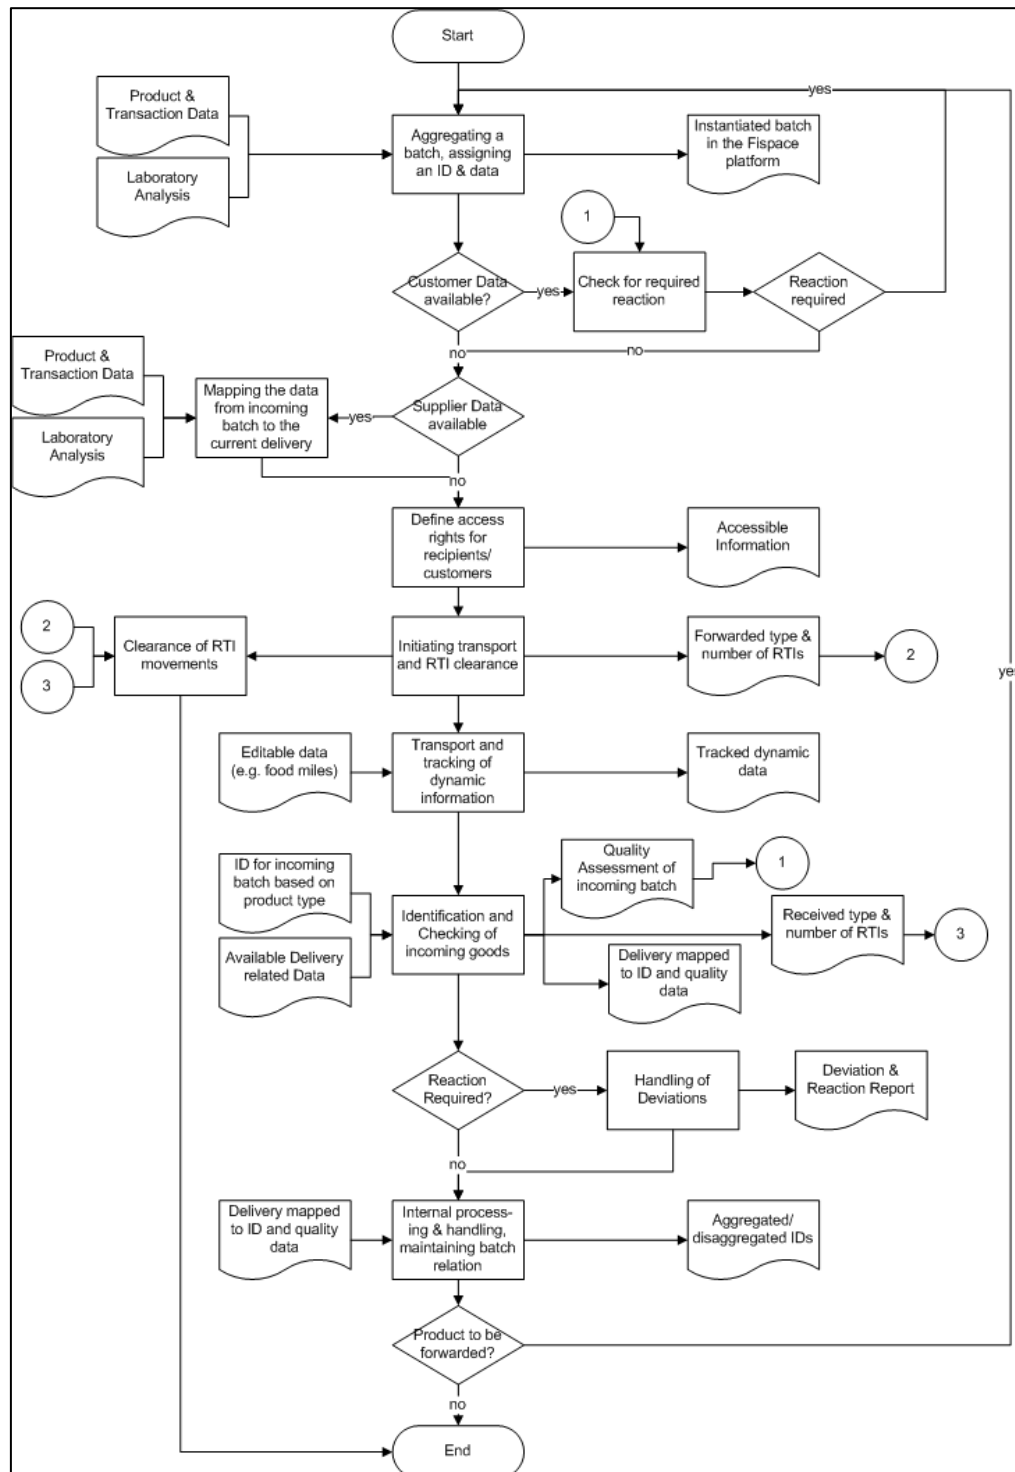 Start
yes
Product &
Transaction Data
Laboratory
Analysis
Aggregating a
batch, assigning
an ID & data
Instantiated batch
in the Fispace
platform
1
Customer Data
available?
yes
Check for required
reaction
Reaction
required
no
no
Product &
Transaction Data
Laboratory
Analysis
Mapping the data
from incoming
batch to the
current delivery
yes
Supplier Data
available
no
Define access
rights for
recipients/
customers
Accessible
Information
2
3
Clearance of RTI
movements
Initiating transport
and RTI clearance
Forwarded type &
number of RTIs
2
yes
Editable data
(e.g. food miles)
Transport and
tracking of
dynamic
information
Tracked dynamic
data
ID for incoming
batch based on
product type
Available Delivery
related Data
Identification and
Checking of
incoming goods
Quality
Assessment of
incoming batch
1
Received type &
number of RTIs
3
Delivery mapped
to ID and quality
data
Reaction
Required?
yes
Handling of
Deviations
Deviation &
Reaction Report
no
Delivery mapped
to ID and quality
data
Internal process-
ing & handling,
maintaining batch
relation
Aggregated/
disaggregated IDs
Product to be
forwarded?
no
End